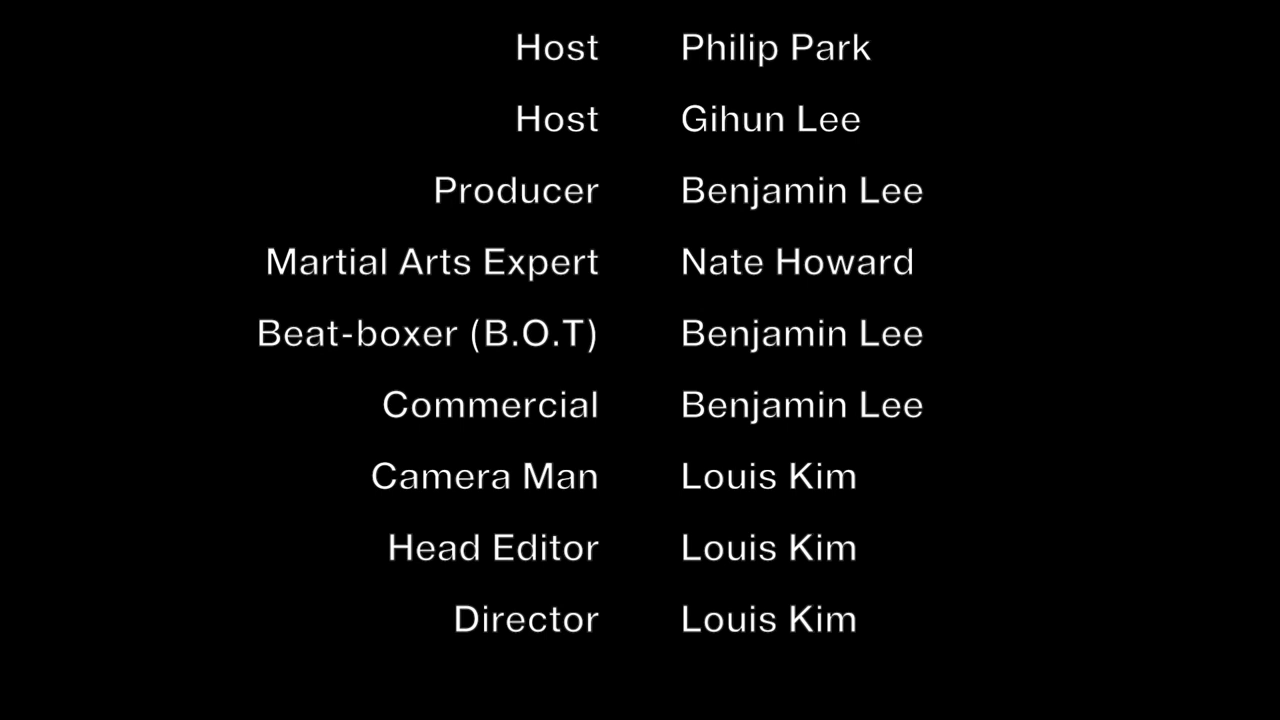 Host Philip Park
Host Gihun Lee
Producer Benjamin Lee
Martial Arts Expert Nate Howard
Beat-boxer (B.O.T) Benjamin Lee
Commercial Benjamin Lee
Camera Man Louis Kim
Head Editor Louis Kim
Director Louis Kim